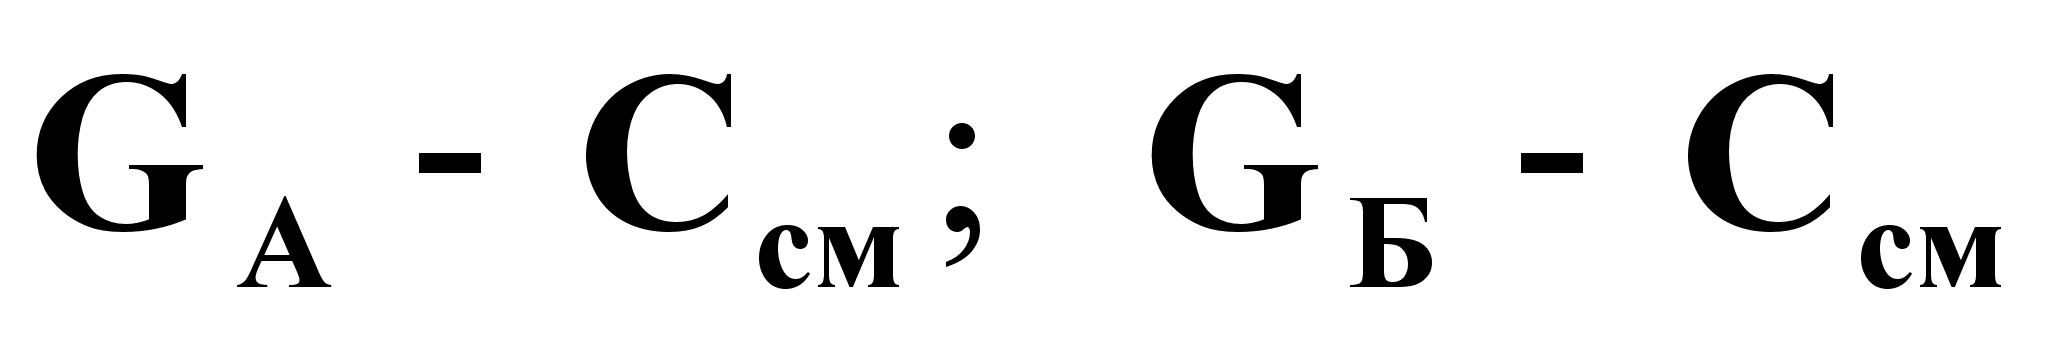 G_А - C_см; G_Б - C_см